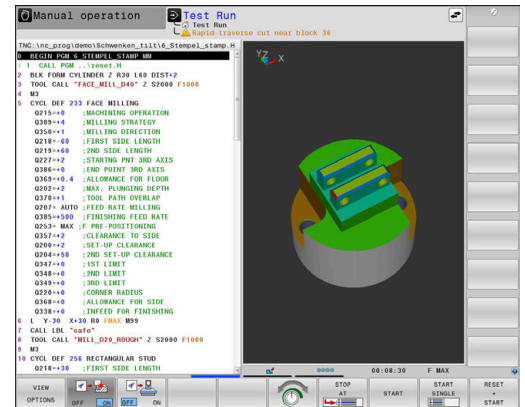 Manual operation
Test Run
Test Run
Rapid-traverse cut near block 36
TNC:\nc_prog\demo\Schwenken_tilt\6_Stempel_stamp.H
0 BEGIN PGM 6_STEMPEL_STAMP MM
/ 1 CALL PGM ..\reset.H
2 BLK FORM CYLINDER Z R30 L60 DIST+2
3 TOOL CALL "FACE_MILL_D40" Z S2000 F1000
4 M3
5 CYCL DEF 233 FACE MILLING
Q215=+0 ;MACHINING OPERATION
Q389=+4 ;MILLING STRATEGY
Q350=+1 ;MILLING DIRECTION
Q218=-60 ;FIRST SIDE LENGTH
Q219=+60 ;2ND SIDE LENGTH
Q227=+2 ;STARTNG PNT 3RD AXIS
Q386=+0 ;END POINT 3RD AXIS
Q369=+0.4 ;ALLOWANCE FOR FLOOR
Q202=+2 ;MAX. PLUNGING DEPTH
Q370=+1 ;TOOL PATH OVERLAP
Q207= AUTO ;FEED RATE MILLING
Q385=+500 ;FINISHING FEED RATE
Q253= MAX ;F PRE-POSITIONING
Q357=+2 ;CLEARANCE TO SIDE
Q200=+2 ;SET-UP CLEARANCE
Q204=+50 ;2ND SET-UP CLEARANCE
Q347=+0 ;1ST LIMIT
Q348=+0 ;2ND LIMIT
Q349=+0 ;3RD LIMIT
Q220=+0 ;CORNER RADIUS
Q368=+0 ;ALLOWANCE FOR SIDE
Q338=+0 ;INFEED FOR FINISHING
6 L Y-30 X+30 R0 FMAX M99
7 CALL LBL "safe"
8 TOOL CALL "MILL_D20_ROUGH" Z S2000 F1000
9 M3
10 CYCL DEF 256 RECTANGULAR STUD
Q218=+30 ;FIRST SIDE LENGTH
YZ X
00:08:30 F MAX
VIEW OPTIONS
OFF ON
OFF ON
STOP AT
START
START SINGLE
RESET + START